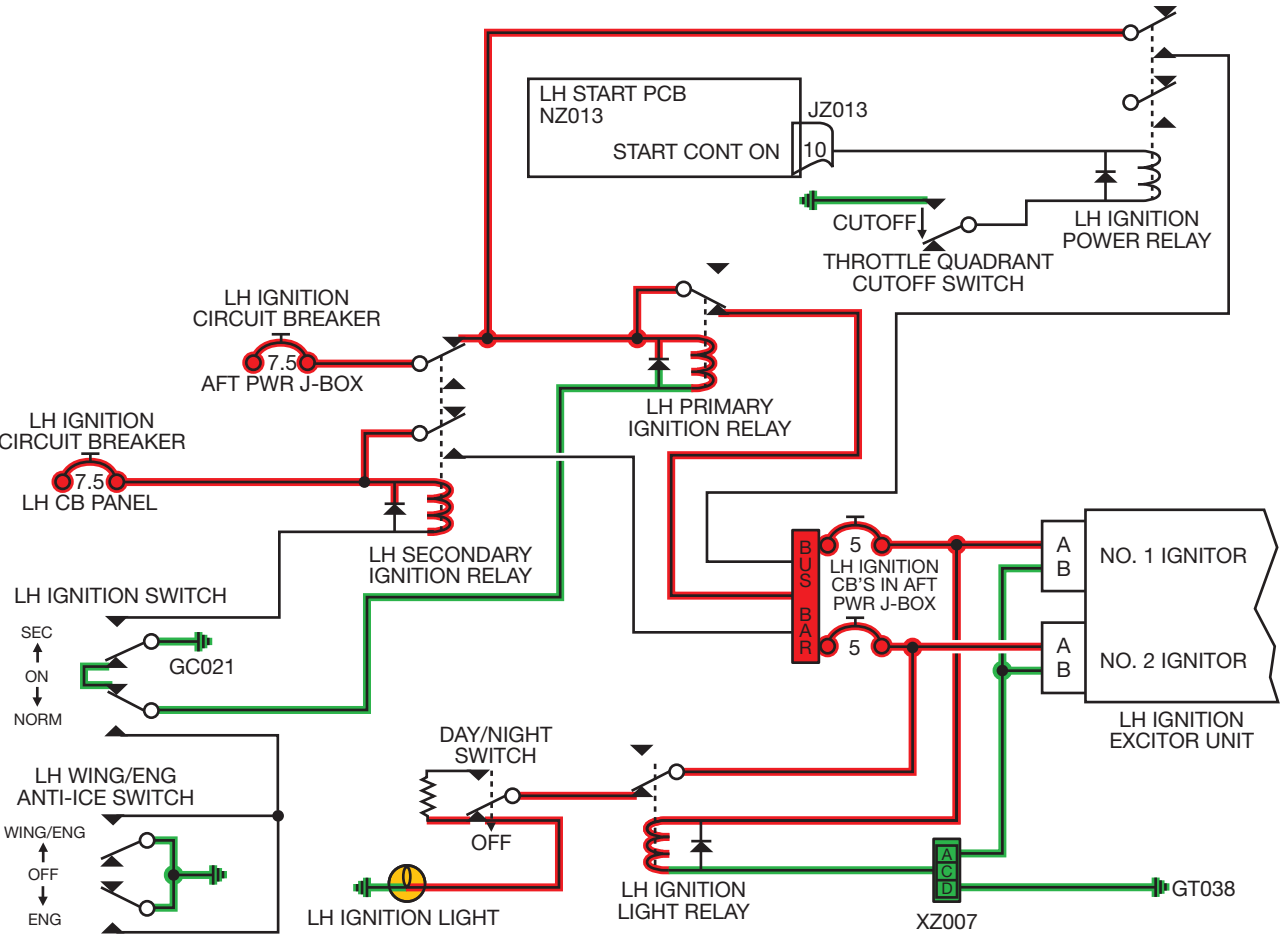 LH START PCB
NZ013
JZ013
START CONT ON
10
CUTOFF
LH IGNITION
POWER RELAY
THROTTLE QUADRANT
CUTOFF SWITCH
LH IGNITION
CIRCUIT BREAKER
7.5
AFT PWR J-BOX
LH PRIMARY
IGNITION RELAY
LH IGNITION
CIRCUIT BREAKER
7.5
LH CB PANEL
LH SECONDARY
IGNITION RELAY
BUS BAR
5
LH IGNITION
CB'S IN AFT
PWR J-BOX
5
A
B
NO. 1 IGNITOR
A
B
NO. 2 IGNITOR
LH IGNITION
EXCITOR UNIT
LH IGNITION SWITCH
SEC
ON
NORM
GC021
DAY/NIGHT
SWITCH
OFF
LH WING/ENG
ANTI-ICE SWITCH
WING/ENG
OFF
ENG
LH IGNITION LIGHT
LH IGNITION
LIGHT RELAY
A
C
D
XZ007
GT038